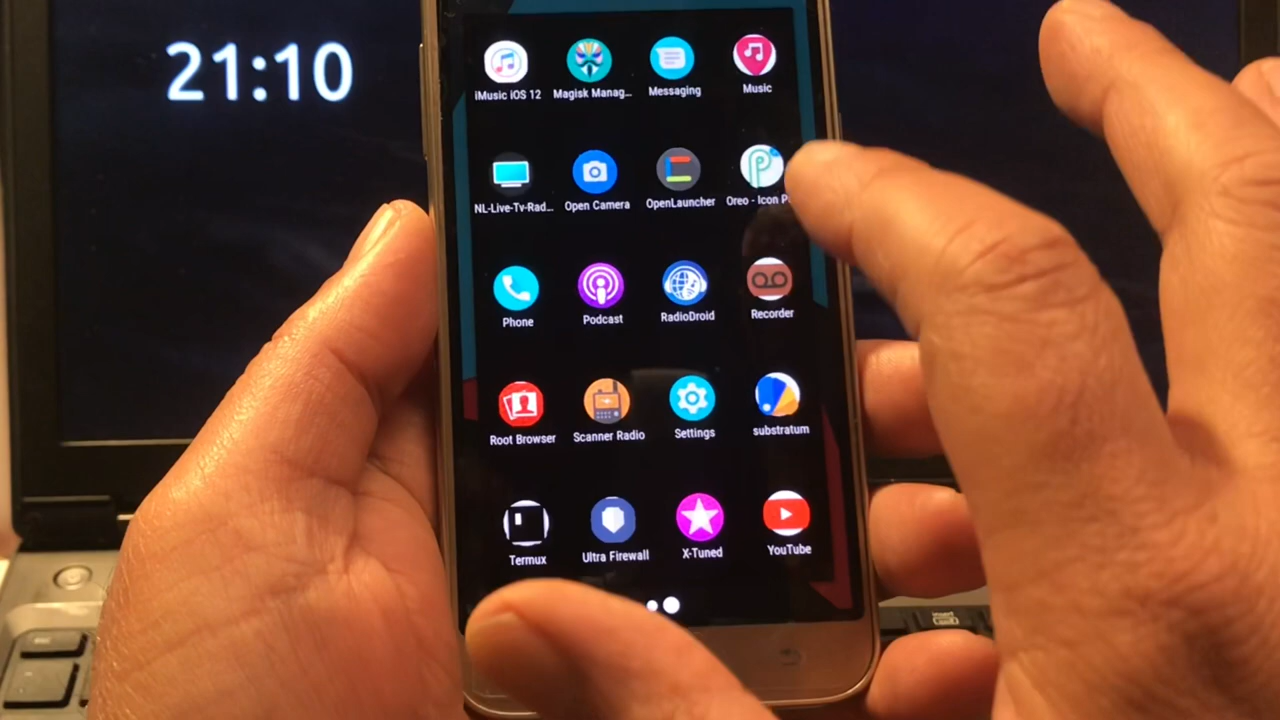 21:10
iMusic iOS 12
Magisk Manag...
Messaging
Music
NL-Live-Tv-Rad...
Open Camera
OpenLauncher
Oreo - Icon P
Phone
Podcast
RadioDroid
Recorder
Root Browser
Scanner Radio
Settings
substratum
Termux
Ultra Firewall
X-Tuned
YouTube
insert